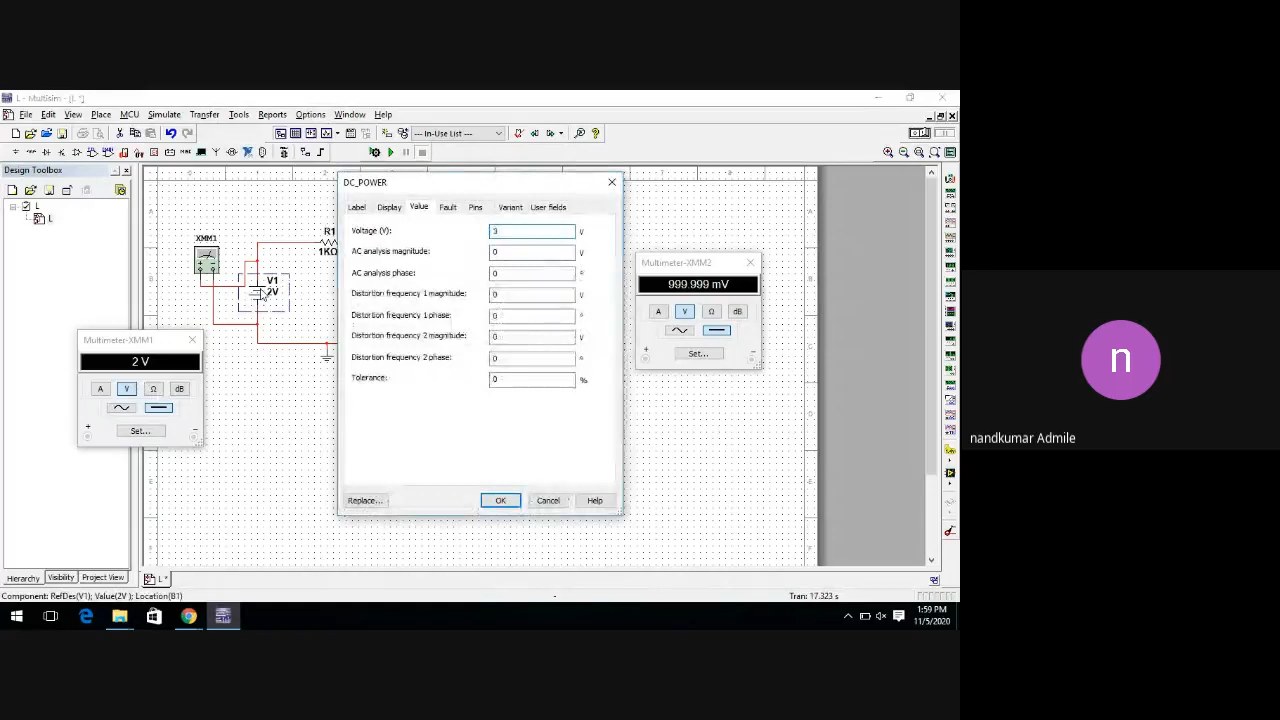 L - Multisim - [L *]
File Edit View Place MCU Simulate Transfer Tools Reports Options Window Help
--- In-Use List ---
Design Toolbox
L
L
DC_POWER
Label Display Value Fault Pins Variant User fields
Voltage (V): 3 V
AC analysis magnitude: 0 V
AC analysis phase: 0 °
Distortion frequency 1 magnitude: 0 V
Distortion frequency 1 phase: 0 °
Distortion frequency 2 magnitude: 0 V
Distortion frequency 2 phase: 0 °
Tolerance: 0 %
Replace... OK Cancel Help
XMM1
R1
1KΩ
V1
2V
Multimeter-XMM1
2 V
A V Ω dB
+ Set... -
Multimeter-XMM2
999.999 mV
A V Ω dB
+ Set... -
Hierarchy Visibility Project View
L *
Component: RefDes(V1); Value(2V ); Location(B1) - Tran: 17.323 s
1:59 PM
11/5/2020
n
nandkumar Admile